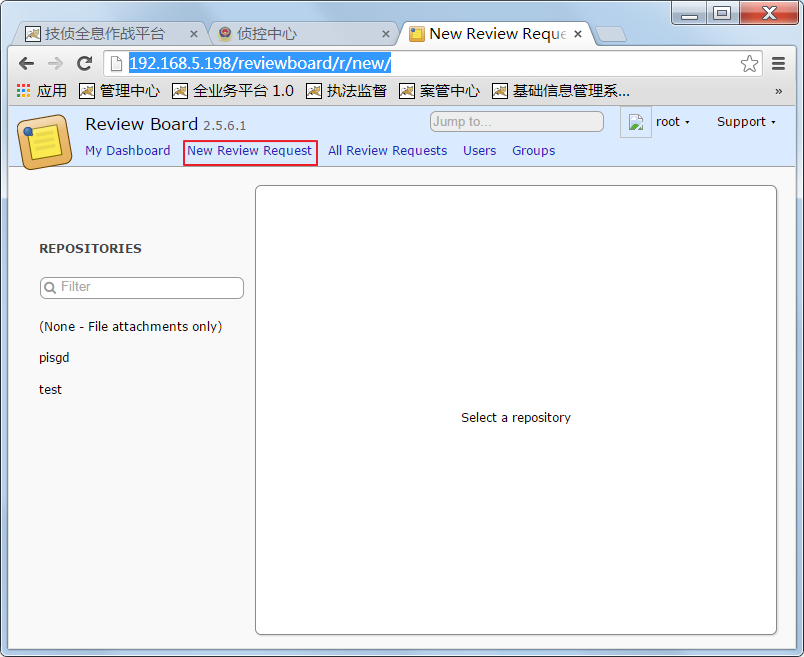 技侦全息作战平台
侦控中心
New Review Reque
192.168.5.198/reviewboard/r/new/
应用 管理中心 全业务平台 1.0 执法监督 案管中心 基础信息管理系... »
Review Board 2.5.6.1
Jump to...
root
Support
My Dashboard New Review Request All Review Requests Users Groups
REPOSITORIES
Filter
(None - File attachments only)
pisgd
test
Select a repository